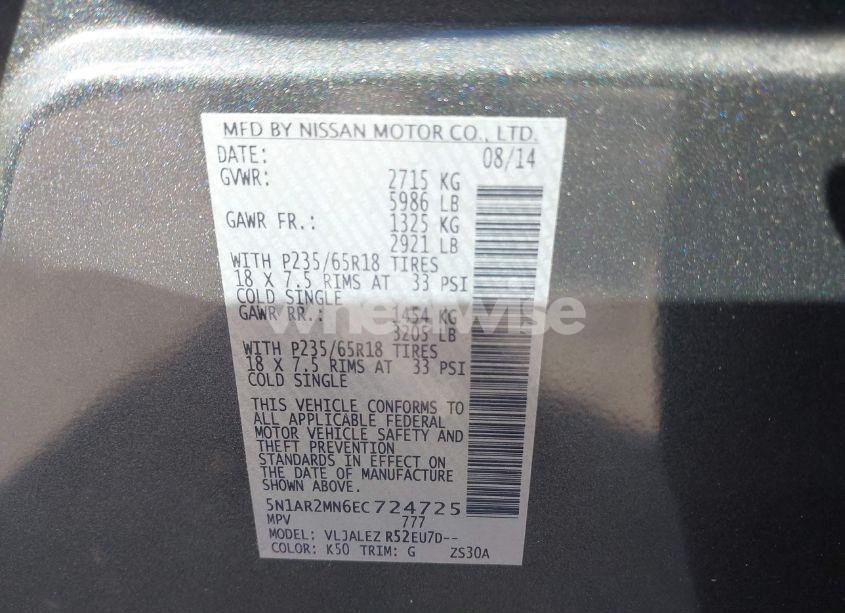 MFD BY NISSAN MOTOR CO., LTD.
DATE: 08/14
GVWR: 2715 KG
5986 LB
GAWR FR.: 1325 KG
2921 LB
WITH P235/65R18 TIRES
18 X 7.5 RIMS AT 33 PSI
COLD SINGLE
GAWR RR.: 1454 KG
3205 LB
WITH P235/65R18 TIRES
18 X 7.5 RIMS AT 33 PSI
COLD SINGLE
THIS VEHICLE CONFORMS TO
ALL APPLICABLE FEDERAL
MOTOR VEHICLE SAFETY AND
THEFT PREVENTION
STANDARDS IN EFFECT ON
THE DATE OF MANUFACTURE
SHOWN ABOVE.
5N1AR2MN6EC724725
MPV 777
MODEL: VLJALEZ R52EU7D--
COLOR: K50 TRIM: G ZS30A
wheelwise